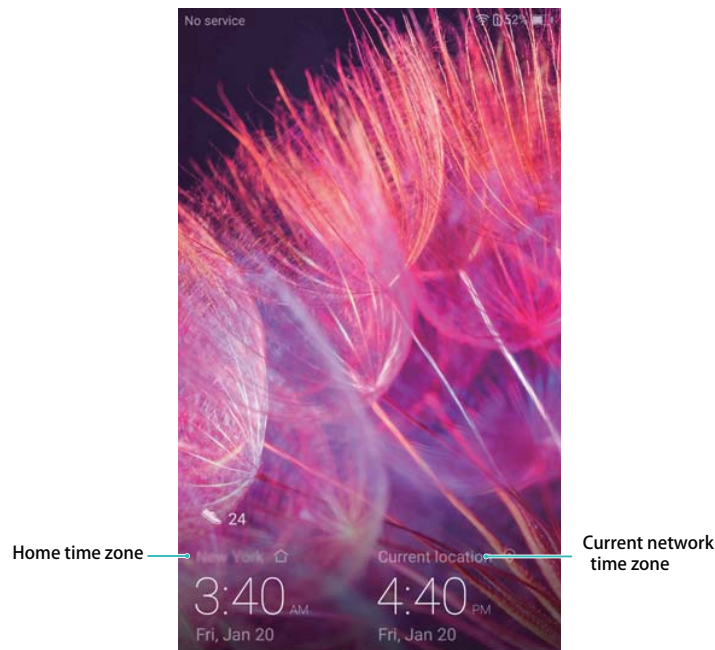 No service
52%
24
Home time zone
New York
Current location
Current network
time zone
3:40 AM
4:40 PM
Fri, Jan 20
Fri, Jan 20